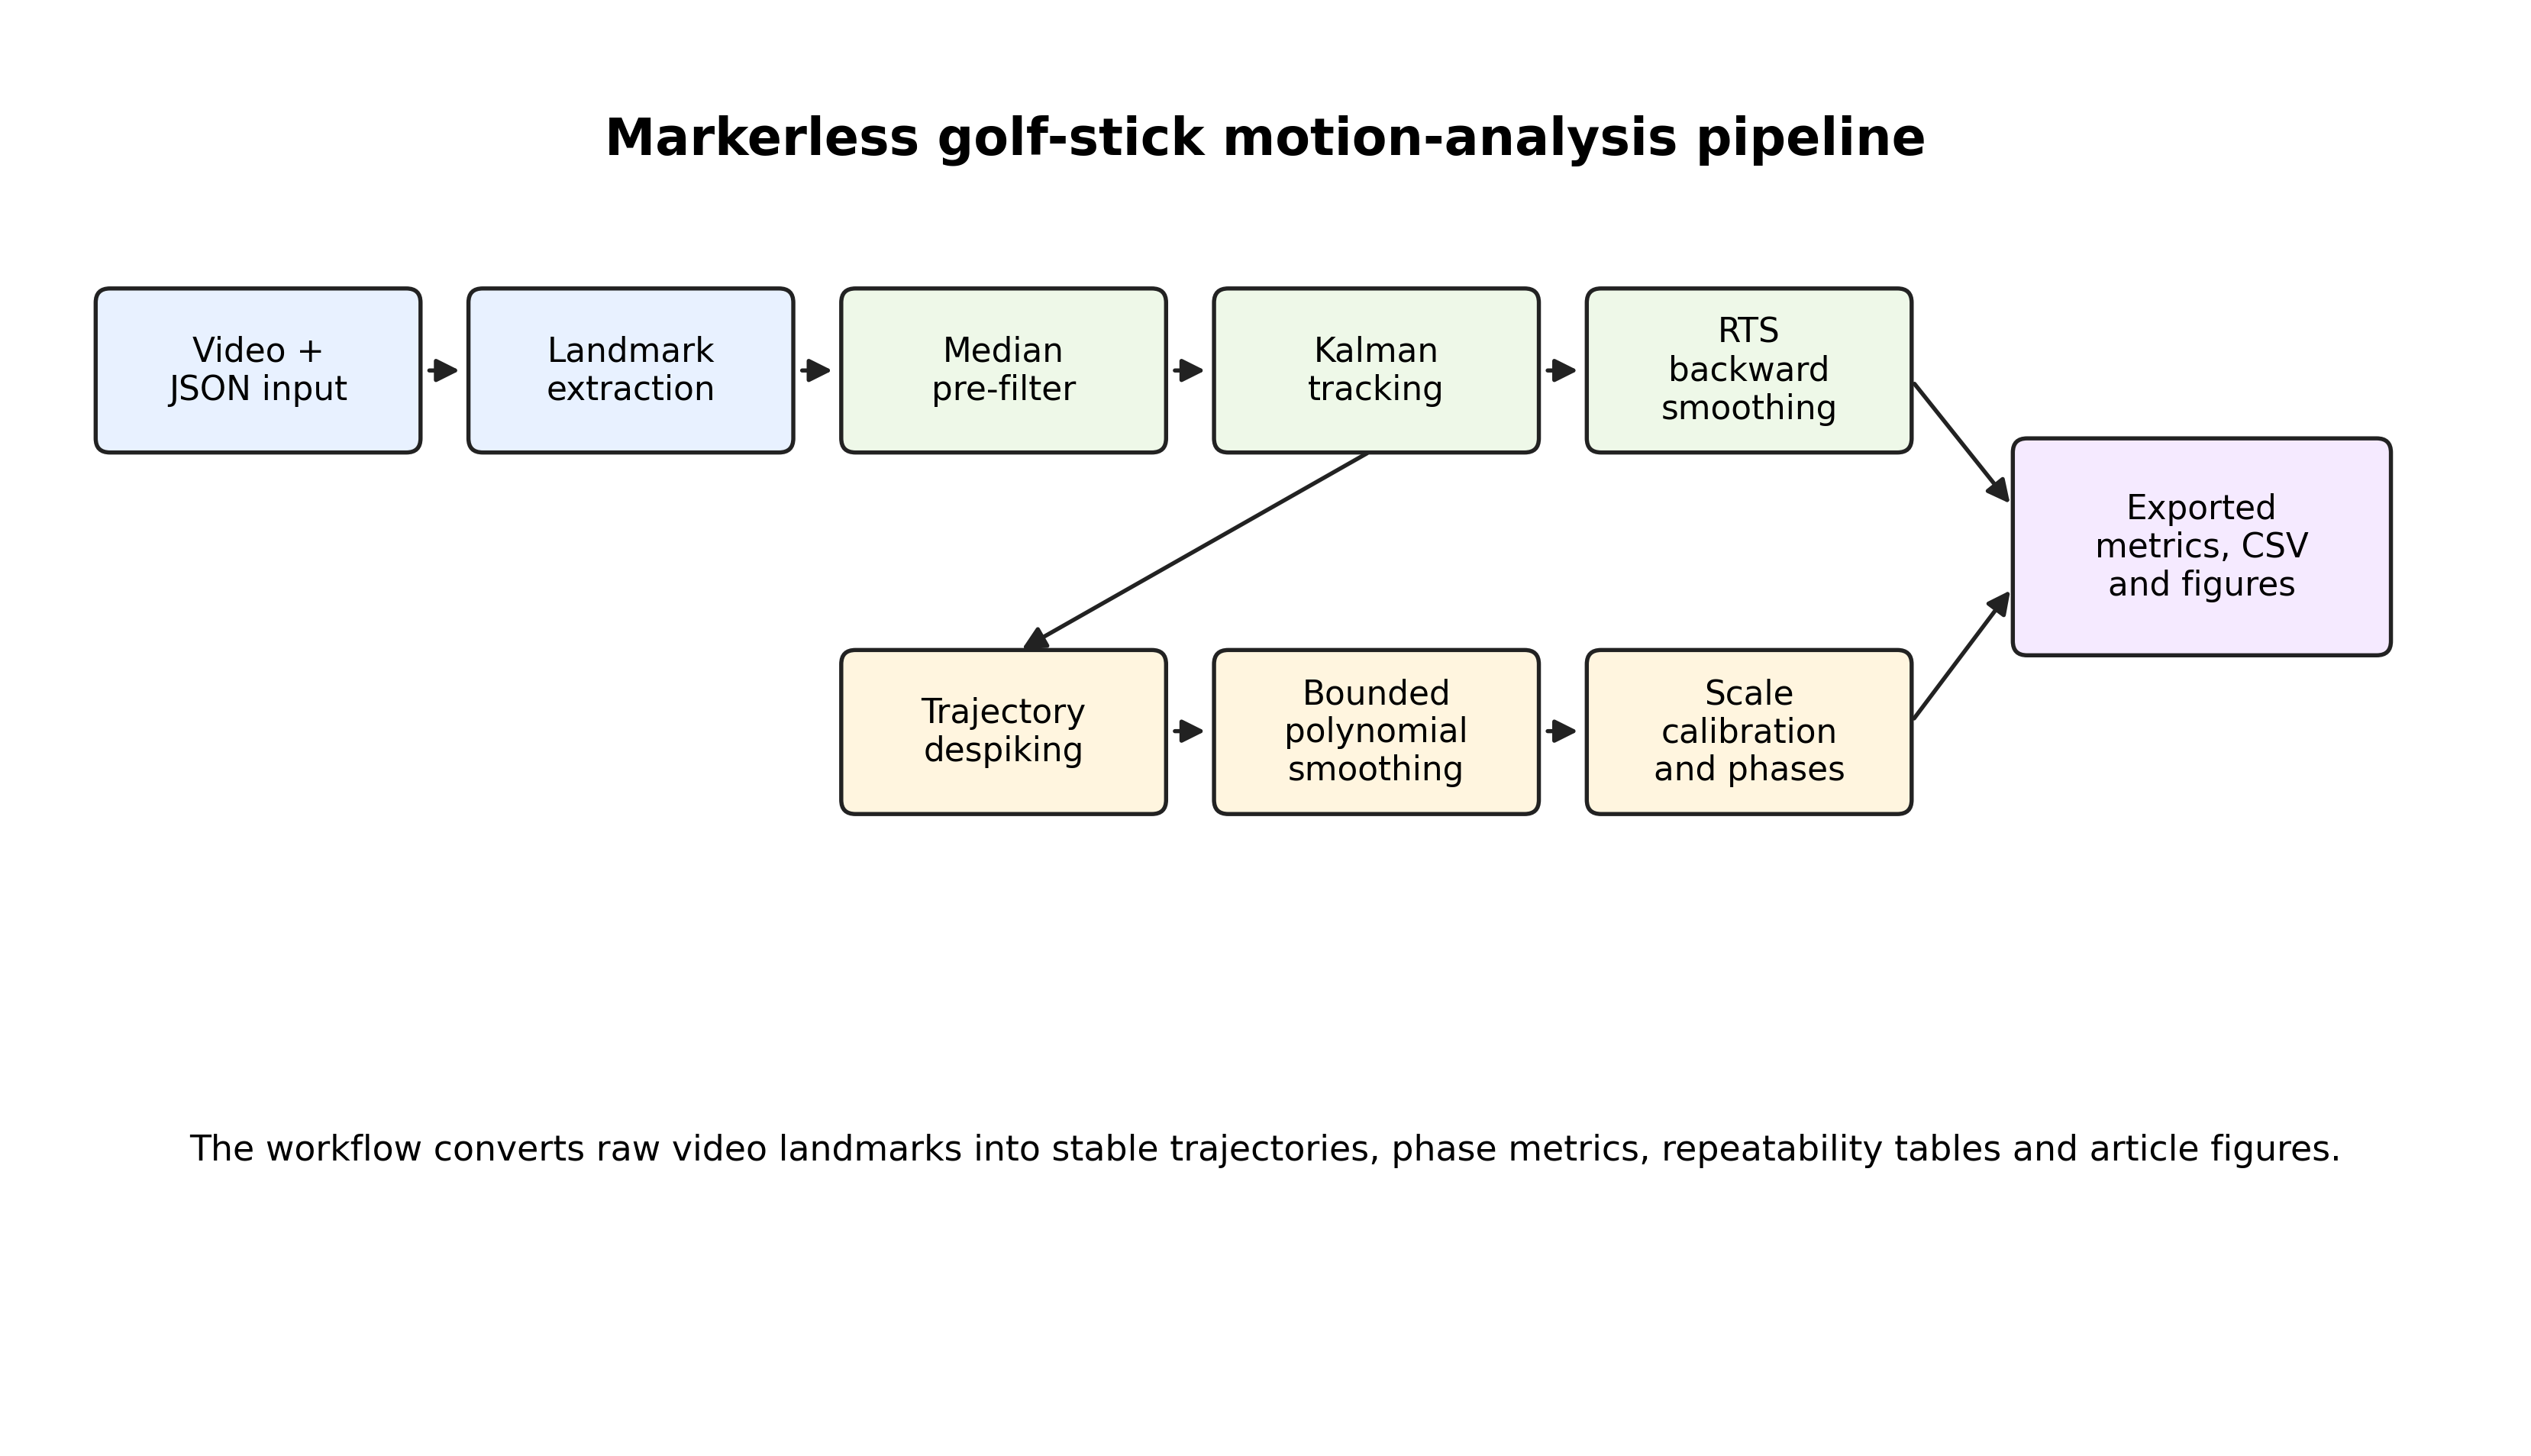 Markerless golf-stick motion-analysis pipeline
Video +
JSON input
Landmark
extraction
Median
pre-filter
Kalman
tracking
RTS
backward
smoothing
Exported
metrics, CSV
and figures
Trajectory
despiking
Bounded
polynomial
smoothing
Scale
calibration
and phases
The workflow converts raw video landmarks into stable trajectories, phase metrics, repeatability tables and article figures.